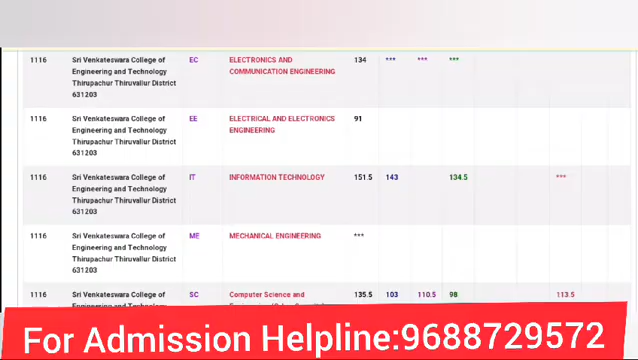 1116 Sri Venkateswara College of EC ELECTRONICS AND 134 *** *** ***
Engineering and Technology COMMUNICATION ENGINEERING
Thirupachur Thiruvallur District
631203
1116 Sri Venkateswara College of EE ELECTRICAL AND ELECTRONICS 91
Engineering and Technology ENGINEERING
Thirupachur Thiruvallur District
631203
1116 Sri Venkateswara College of IT INFORMATION TECHNOLOGY 151.5 143 134.5 ***
Engineering and Technology
Thirupachur Thiruvallur District
631203
1116 Sri Venkateswara College of ME MECHANICAL ENGINEERING ***
Engineering and Technology
Thirupachur Thiruvallur District
631203
1116 Sri Venkateswara College of SC Computer Science and 135.5 103 110.5 98 113.5
For Admission Helpline:9688729572